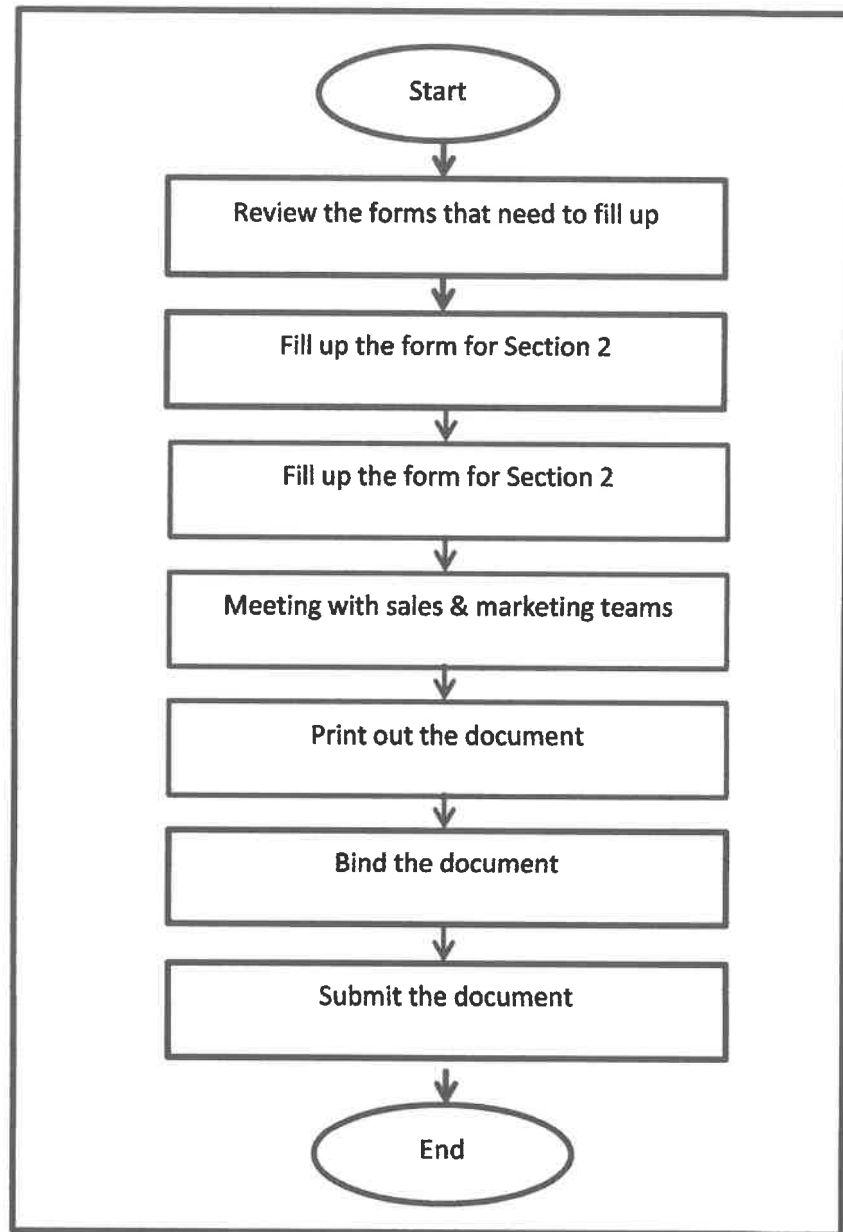 Start
Review the forms that need to fill up
Fill up the form for Section 2
Fill up the form for Section 2
Meeting with sales & marketing teams
Print out the document
Bind the document
Submit the document
End